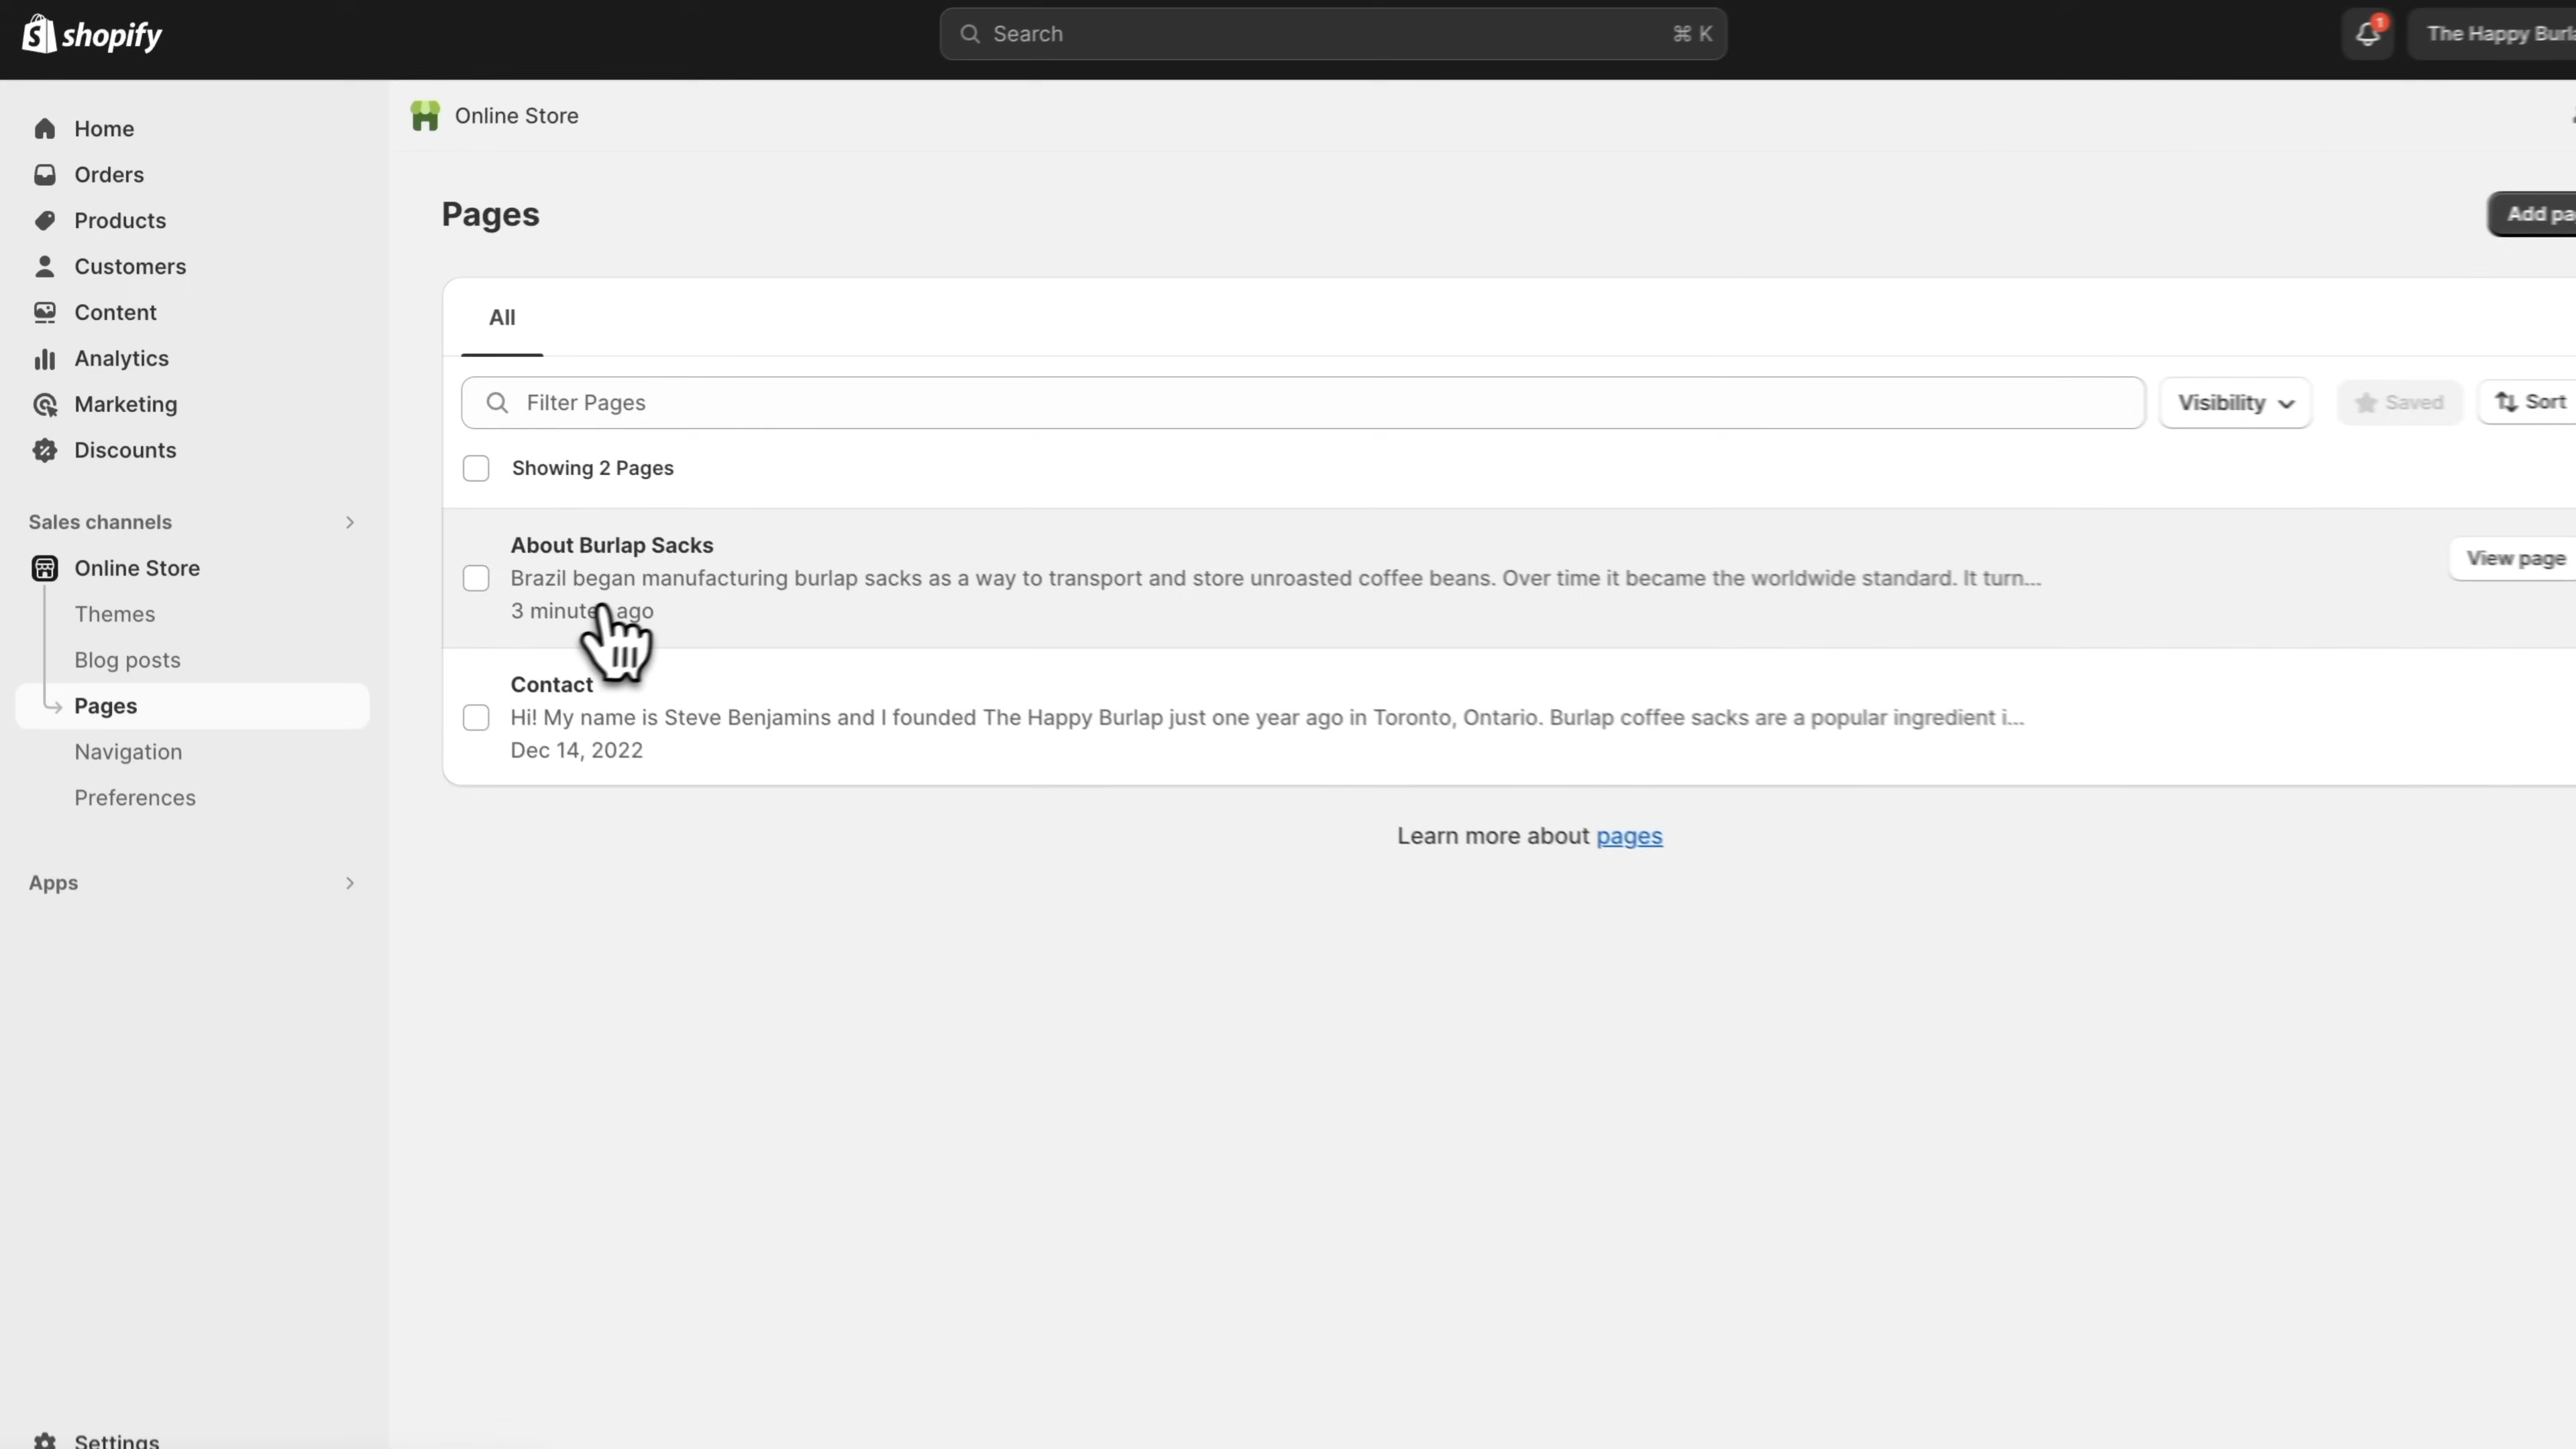 shopify
Search
⌘ K
1
The Happy
Home
Orders
Products
Customers
Content
Analytics
Marketing
Discounts
Sales channels
Online Store
Themes
Blog posts
Pages
Navigation
Preferences
Apps
Settings
Online Store
Pages
Add
All
Filter Pages
Visibility
Saved
Sort
Showing 2 Pages
About Burlap Sacks
Brazil began manufacturing burlap sacks as a way to transport and store unroasted coffee beans. Over time it became the worldwide standard. It turn...
3 minutes ago
View page
Contact
Hi! My name is Steve Benjamins and I founded The Happy Burlap just one year ago in Toronto, Ontario. Burlap coffee sacks are a popular ingredient i...
Dec 14, 2022
Learn more about pages